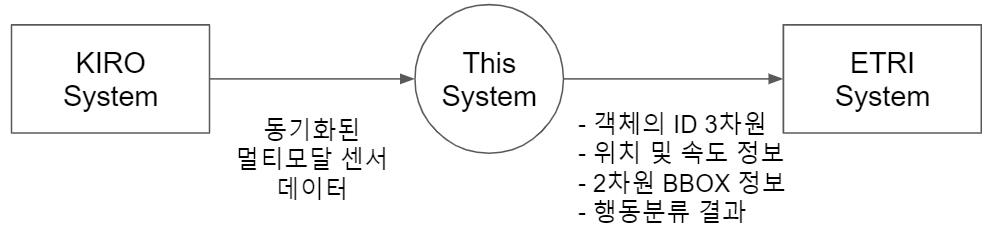 KIRO
System
동기화된
멀티모달 센서
데이터
This
System
- 객체의 ID 3차원
- 위치 및 속도 정보
- 2차원 BBOX 정보
- 행동분류 결과
ETRI
System